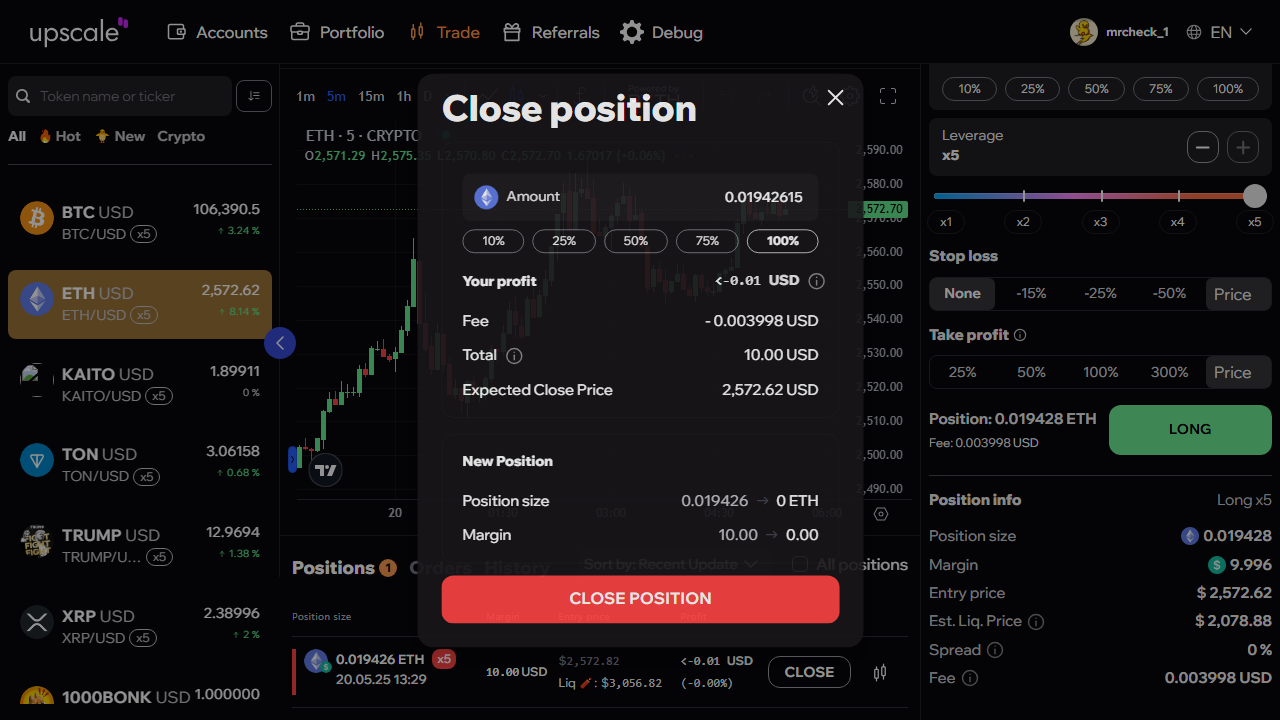 upscale
Accounts
Portfolio
Trade
Referrals
Debug
mrcheck_1
EN
Token name or ticker
All
Hot
New
Crypto
BTC USD
106,390.5
BTC/USD x5
↑ 3.24 %
ETH USD
2,572.62
ETH/USD x5
↑ 8.14 %
KAITO USD
1.89911
KAITO/USD x5
0 %
TON USD
3.06158
TON/USD x5
↑ 0.68 %
TRUMP USD
12.9694
TRUMP/U... x5
↑ 1.38 %
XRP USD
2.38996
XRP/USD x5
↑ 2 %
1000BONK USD
1.000000
1m 5m 15m 1h D
ETH · 5 · CRYPTO
O2,571.29 H2,575.35 L2,570.80 C2,572.70 1.87017 (+0.06%)
2,590.00
2,580.00
2,572.70
2,570.00
2,560.00
2,550.00
2,540.00
2,530.00
2,520.00
2,510.00
2,500.00
2,490.00
20 01:30 03:00 04:30 06:00
Close position
Amount
0.01942615
10% 25% 50% 75% 100%
Your profit
<-0.01 USD
Fee
-0.003998 USD
Total
10.00 USD
Expected Close Price
2,572.62 USD
New Position
Position size
0.019426 → 0 ETH
Margin
10.00 → 0.00
CLOSE POSITION
Positions 1
Orders
History
Sort by: Recent Update
All positions
Position size
Margin
Entry price
Profit
0.019426 ETH x5
20.05.25 13:29
10.00 USD
$2,572.82
Liq : $3,056.82
<-0.01 USD
(-0.00%)
CLOSE
10% 25% 50% 75% 100%
Leverage
x5
x1 x2 x3 x4 x5
Stop loss
None -15% -25% -50% Price
Take profit
25% 50% 100% 300% Price
Position: 0.019428 ETH
Fee: 0.003998 USD
LONG
Position info
Long x5
Position size
0.019428
Margin
9.996
Entry price
$ 2,572.62
Est. Liq. Price
$ 2,078.88
Spread
0 %
Fee
0.003998 USD